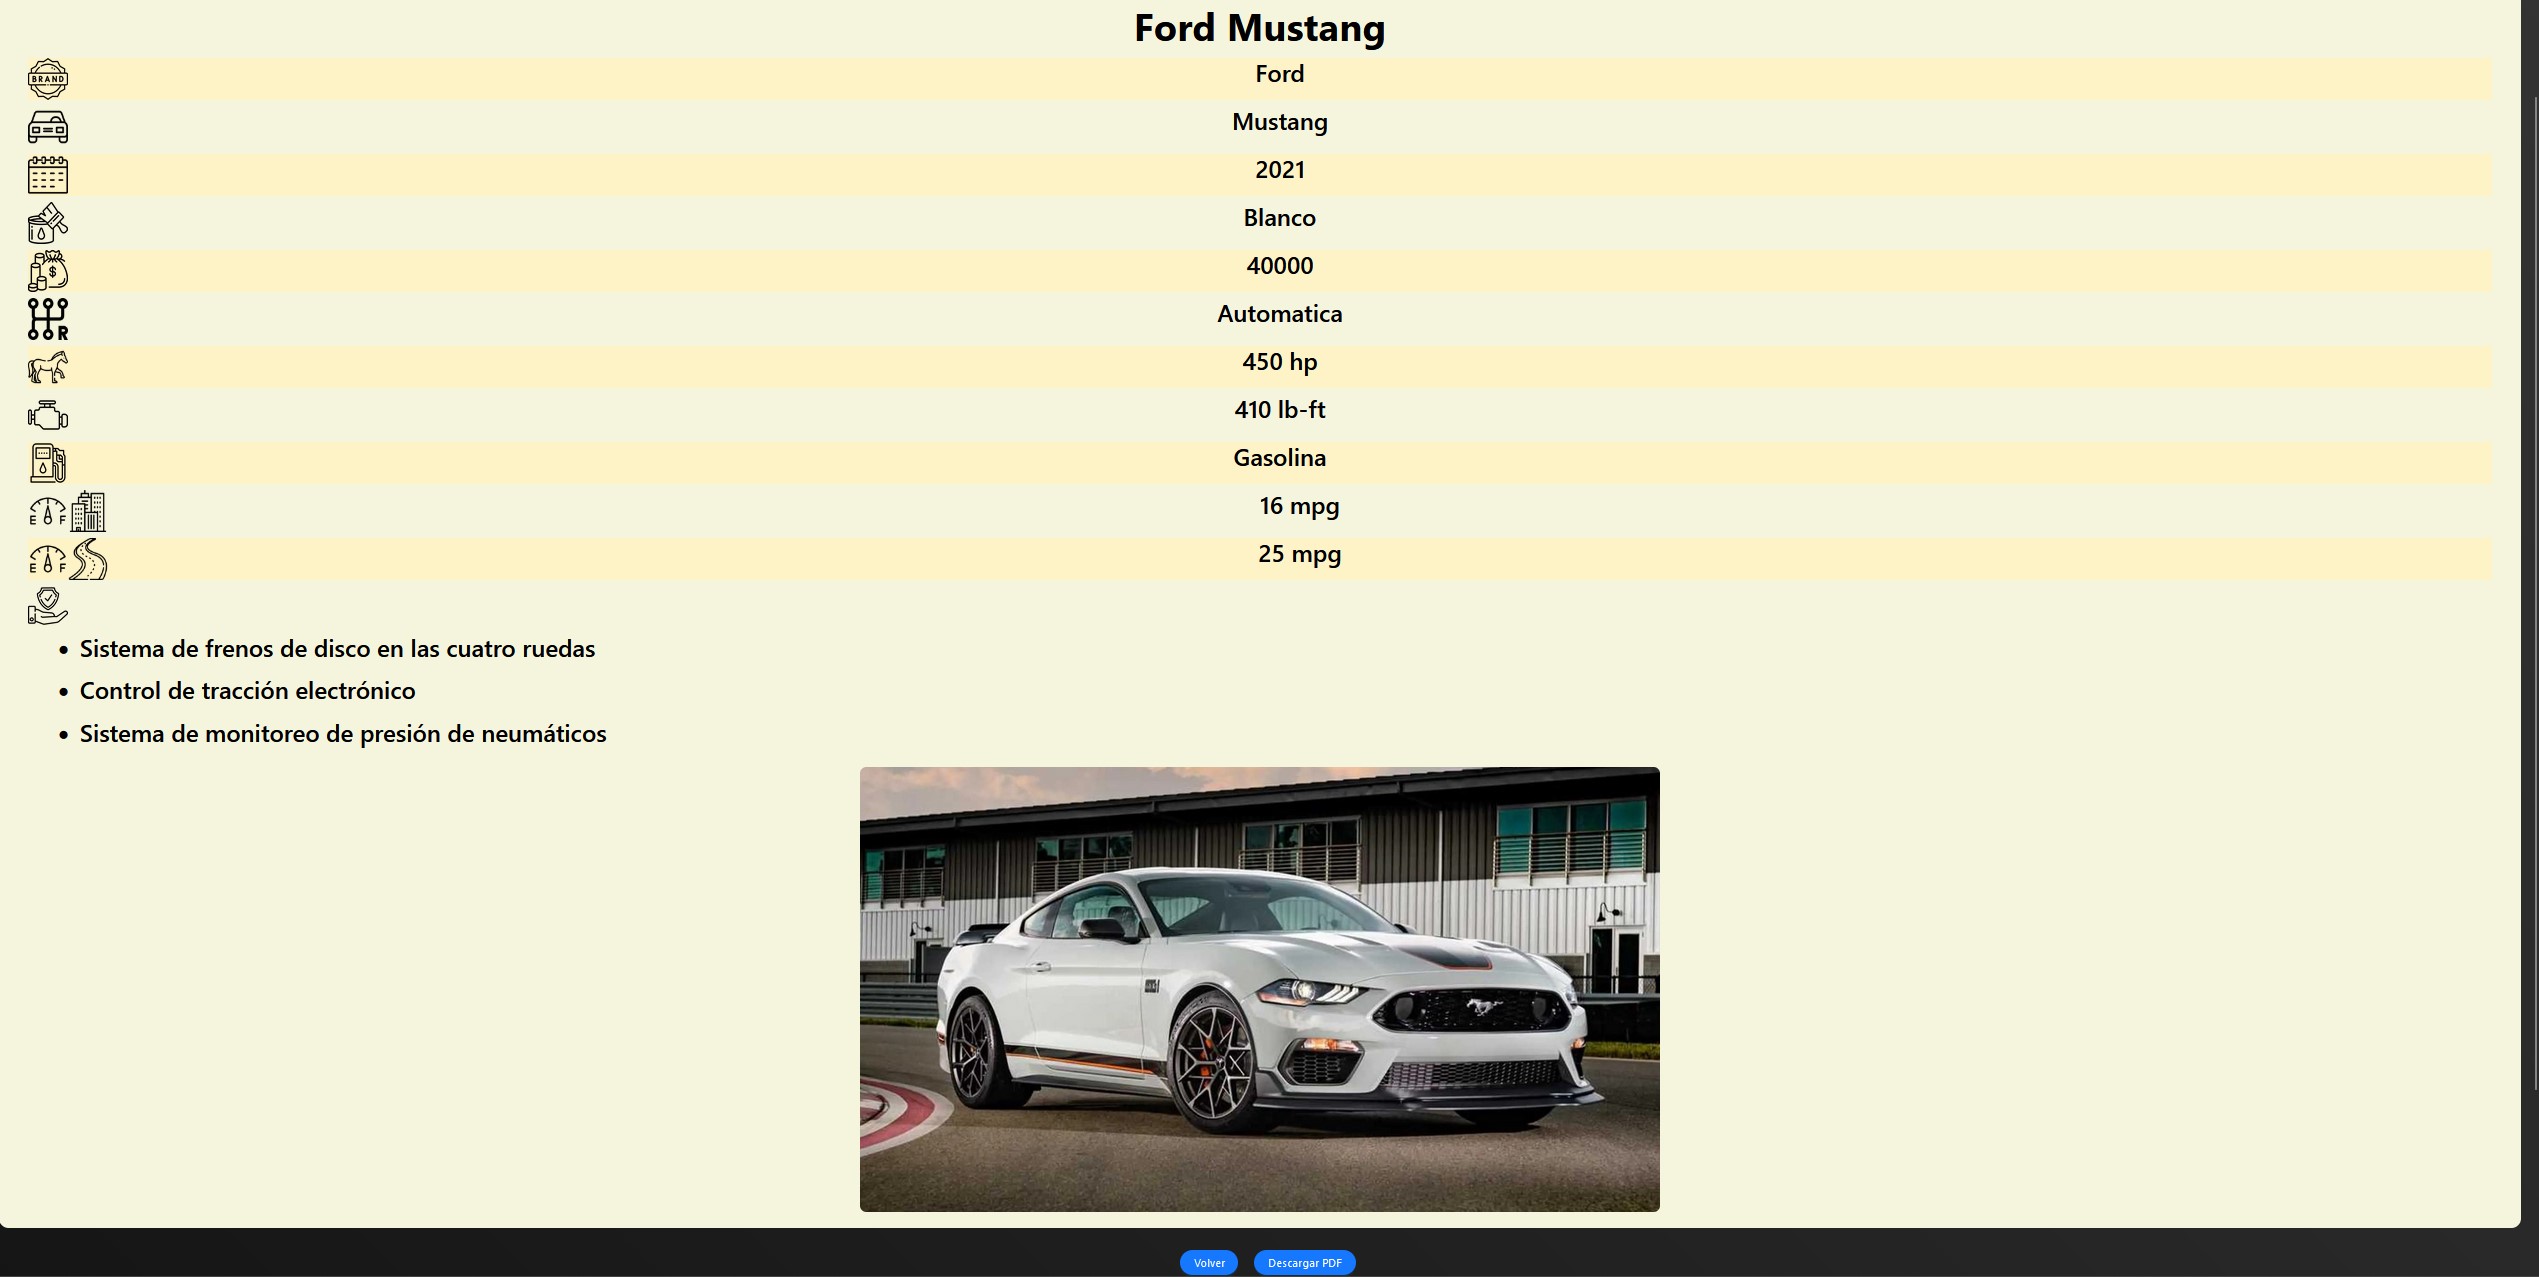 Ford Mustang
BRAND
Ford
Mustang
2021
Blanco
$
40000
R
Automatica
450 hp
410 lb-ft
Gasolina
E F
16 mpg
E F
25 mpg
• Sistema de frenos de disco en las cuatro ruedas
• Control de tracción electrónico
• Sistema de monitoreo de presión de neumáticos
Volver
Descargar PDF